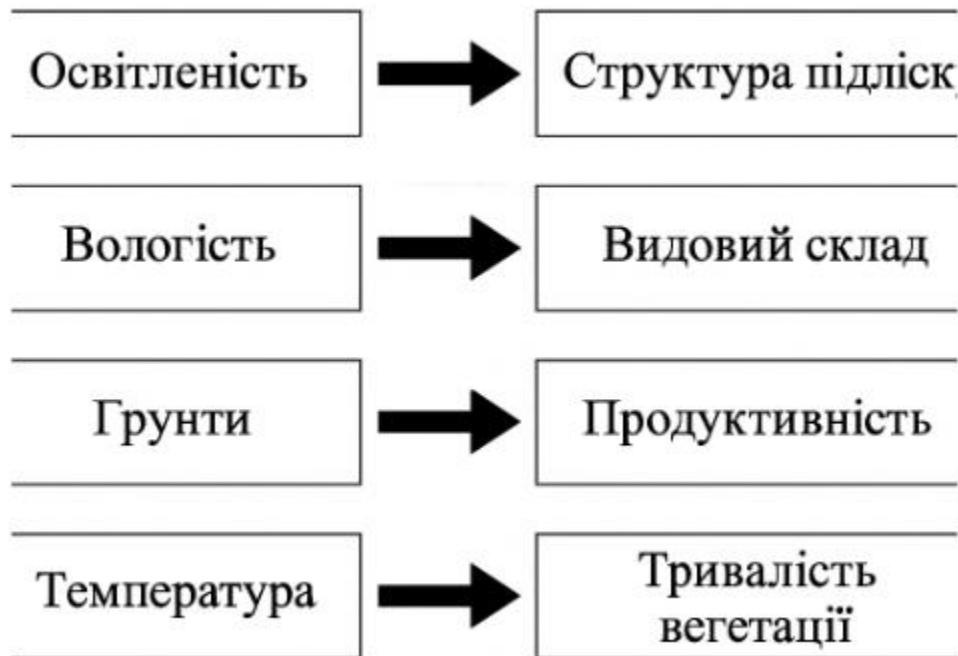 Освітленість
Структура підліск
Вологість
Видовий склад
Грунти
Продуктивність
Температура
Тривалість
вегетації